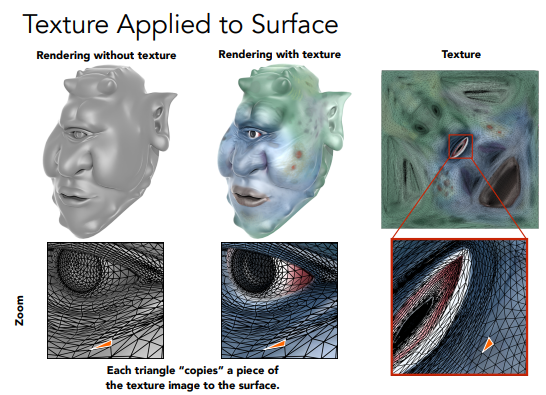 Texture Applied to Surface
Rendering without texture
Rendering with texture
Texture
Zoom
Each triangle “copies” a piece of
the texture image to the surface.